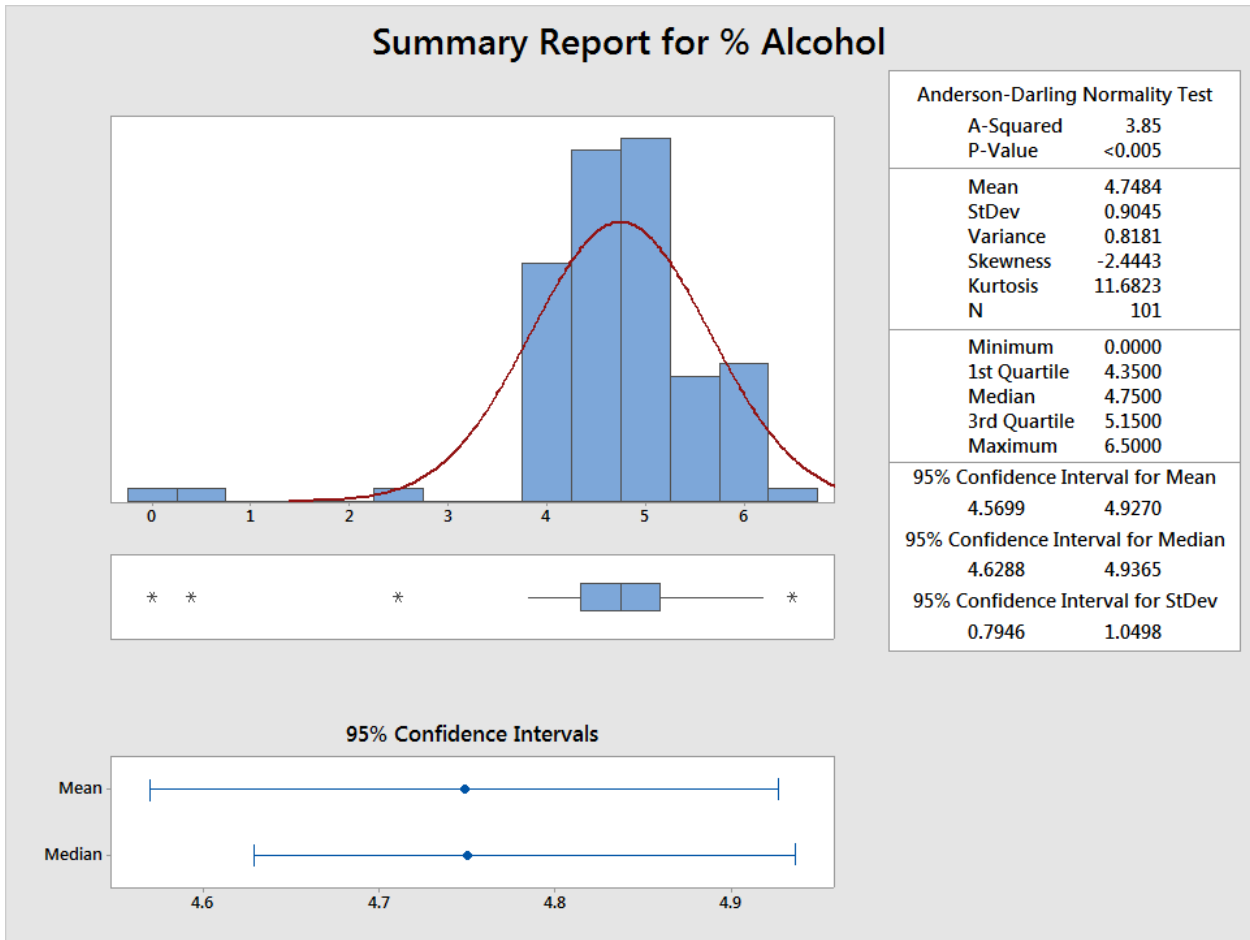 Summary Report for % Alcohol
0 1 2 3 4 5 6
95% Confidence Intervals
Mean
Median
4.6 4.7 4.8 4.9
Anderson-Darling Normality Test
A-Squared 3.85
P-Value <0.005
Mean 4.7484
StDev 0.9045
Variance 0.8181
Skewness -2.4443
Kurtosis 11.6823
N 101
Minimum 0.0000
1st Quartile 4.3500
Median 4.7500
3rd Quartile 5.1500
Maximum 6.5000
95% Confidence Interval for Mean
4.5699 4.9270
95% Confidence Interval for Median
4.6288 4.9365
95% Confidence Interval for StDev
0.7946 1.0498